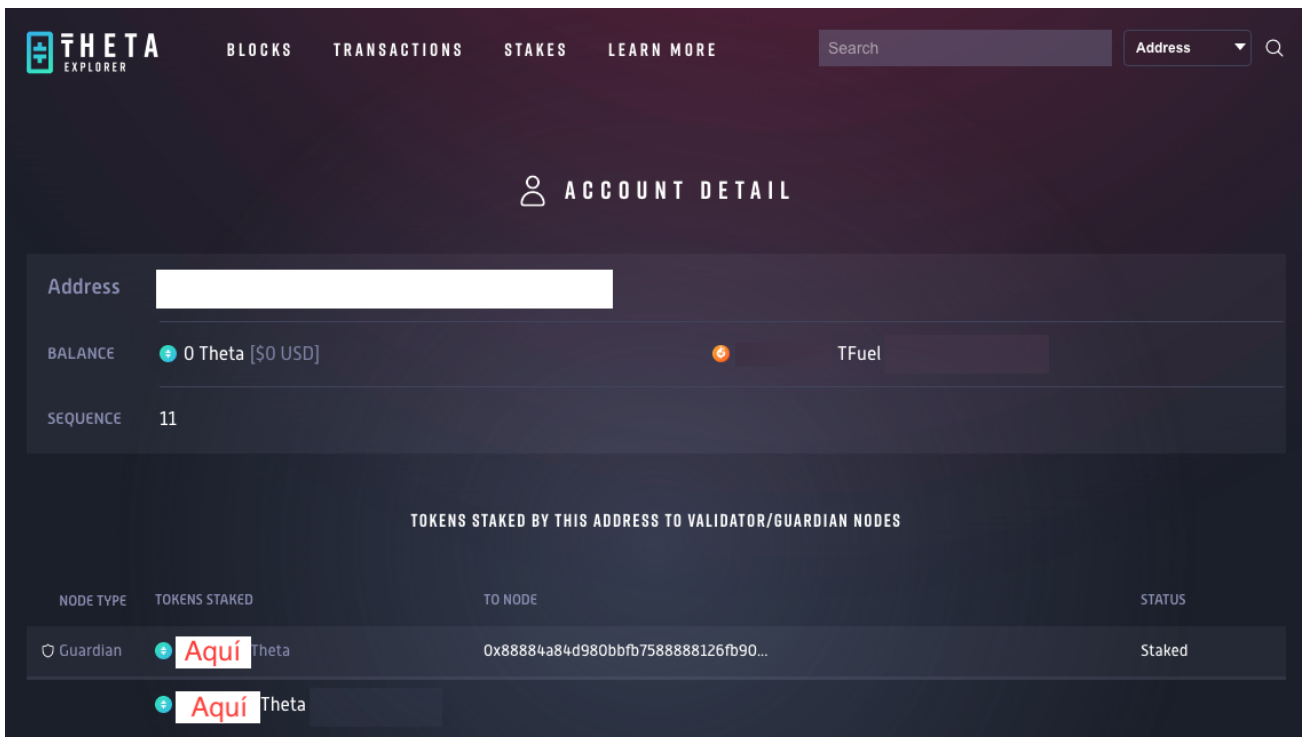 THETA
EXPLORER
BLOCKS TRANSACTIONS STAKES LEARN MORE Search Address
ACCOUNT DETAIL
Address
BALANCE 0 Theta [$0 USD] TFuel
SEQUENCE 11
TOKENS STAKED BY THIS ADDRESS TO VALIDATOR/GUARDIAN NODES
NODE TYPE TOKENS STAKED TO NODE STATUS
Guardian Aquí Theta 0x88884a84d980bbfb7588888126fb90... Staked
Aquí Theta